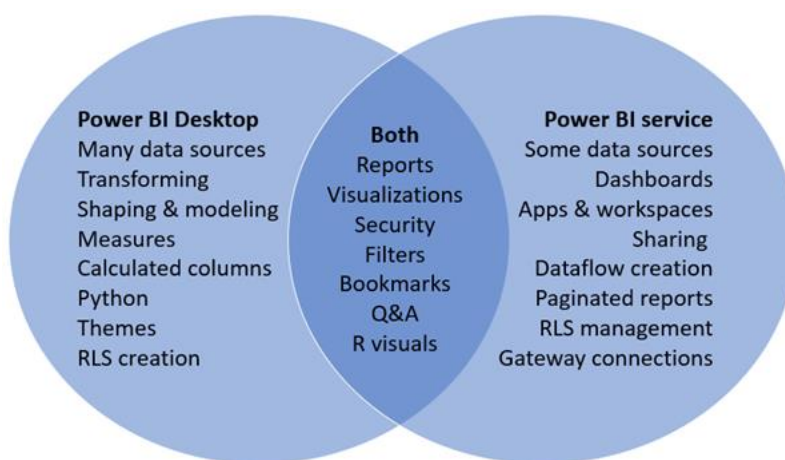 Power BI Desktop
Many data sources
Transforming
Shaping & modeling
Measures
Calculated columns
Python
Themes
RLS creation
Both
Reports
Visualizations
Security
Filters
Bookmarks
Q&A
R visuals
Power BI service
Some data sources
Dashboards
Apps & workspaces
Sharing
Dataflow creation
Paginated reports
RLS management
Gateway connections